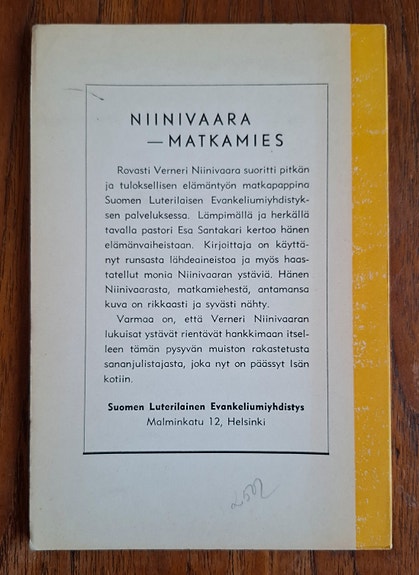 NIINIVAARA
— MATKAMIES
Rovasti Verneri Niinivaara suoritti pitkän
ja tuloksellisen elämäntyön matkapappina
Suomen Luterilaisen Evankeliumiyhdistyk-
sen palveluksessa. Lämpimällä ja herkällä
tavalla pastori Esa Santakari kertoo hänen
elämänvaiheistaan. Kirjoittaja on käyttä-
nyt runsasta lähdeaineistoa ja myös haas-
tatellut monia Niinivaaran ystäviä. Hänen
Niinivaarasta, matkamiehestä, antamansa
kuva on rikkaasti ja syvästi nähty.
Varmaa on, että Verneri Niinivaaran
lukuisat ystävät rientävät hankkimaan itsel-
leen tämän pysyvän muiston rakastetusta
sananjulistajasta, joka nyt on päässyt Isän
kotiin.
Suomen Luterilainen Evankeliumiyhdistys
Malminkatu 12, Helsinki